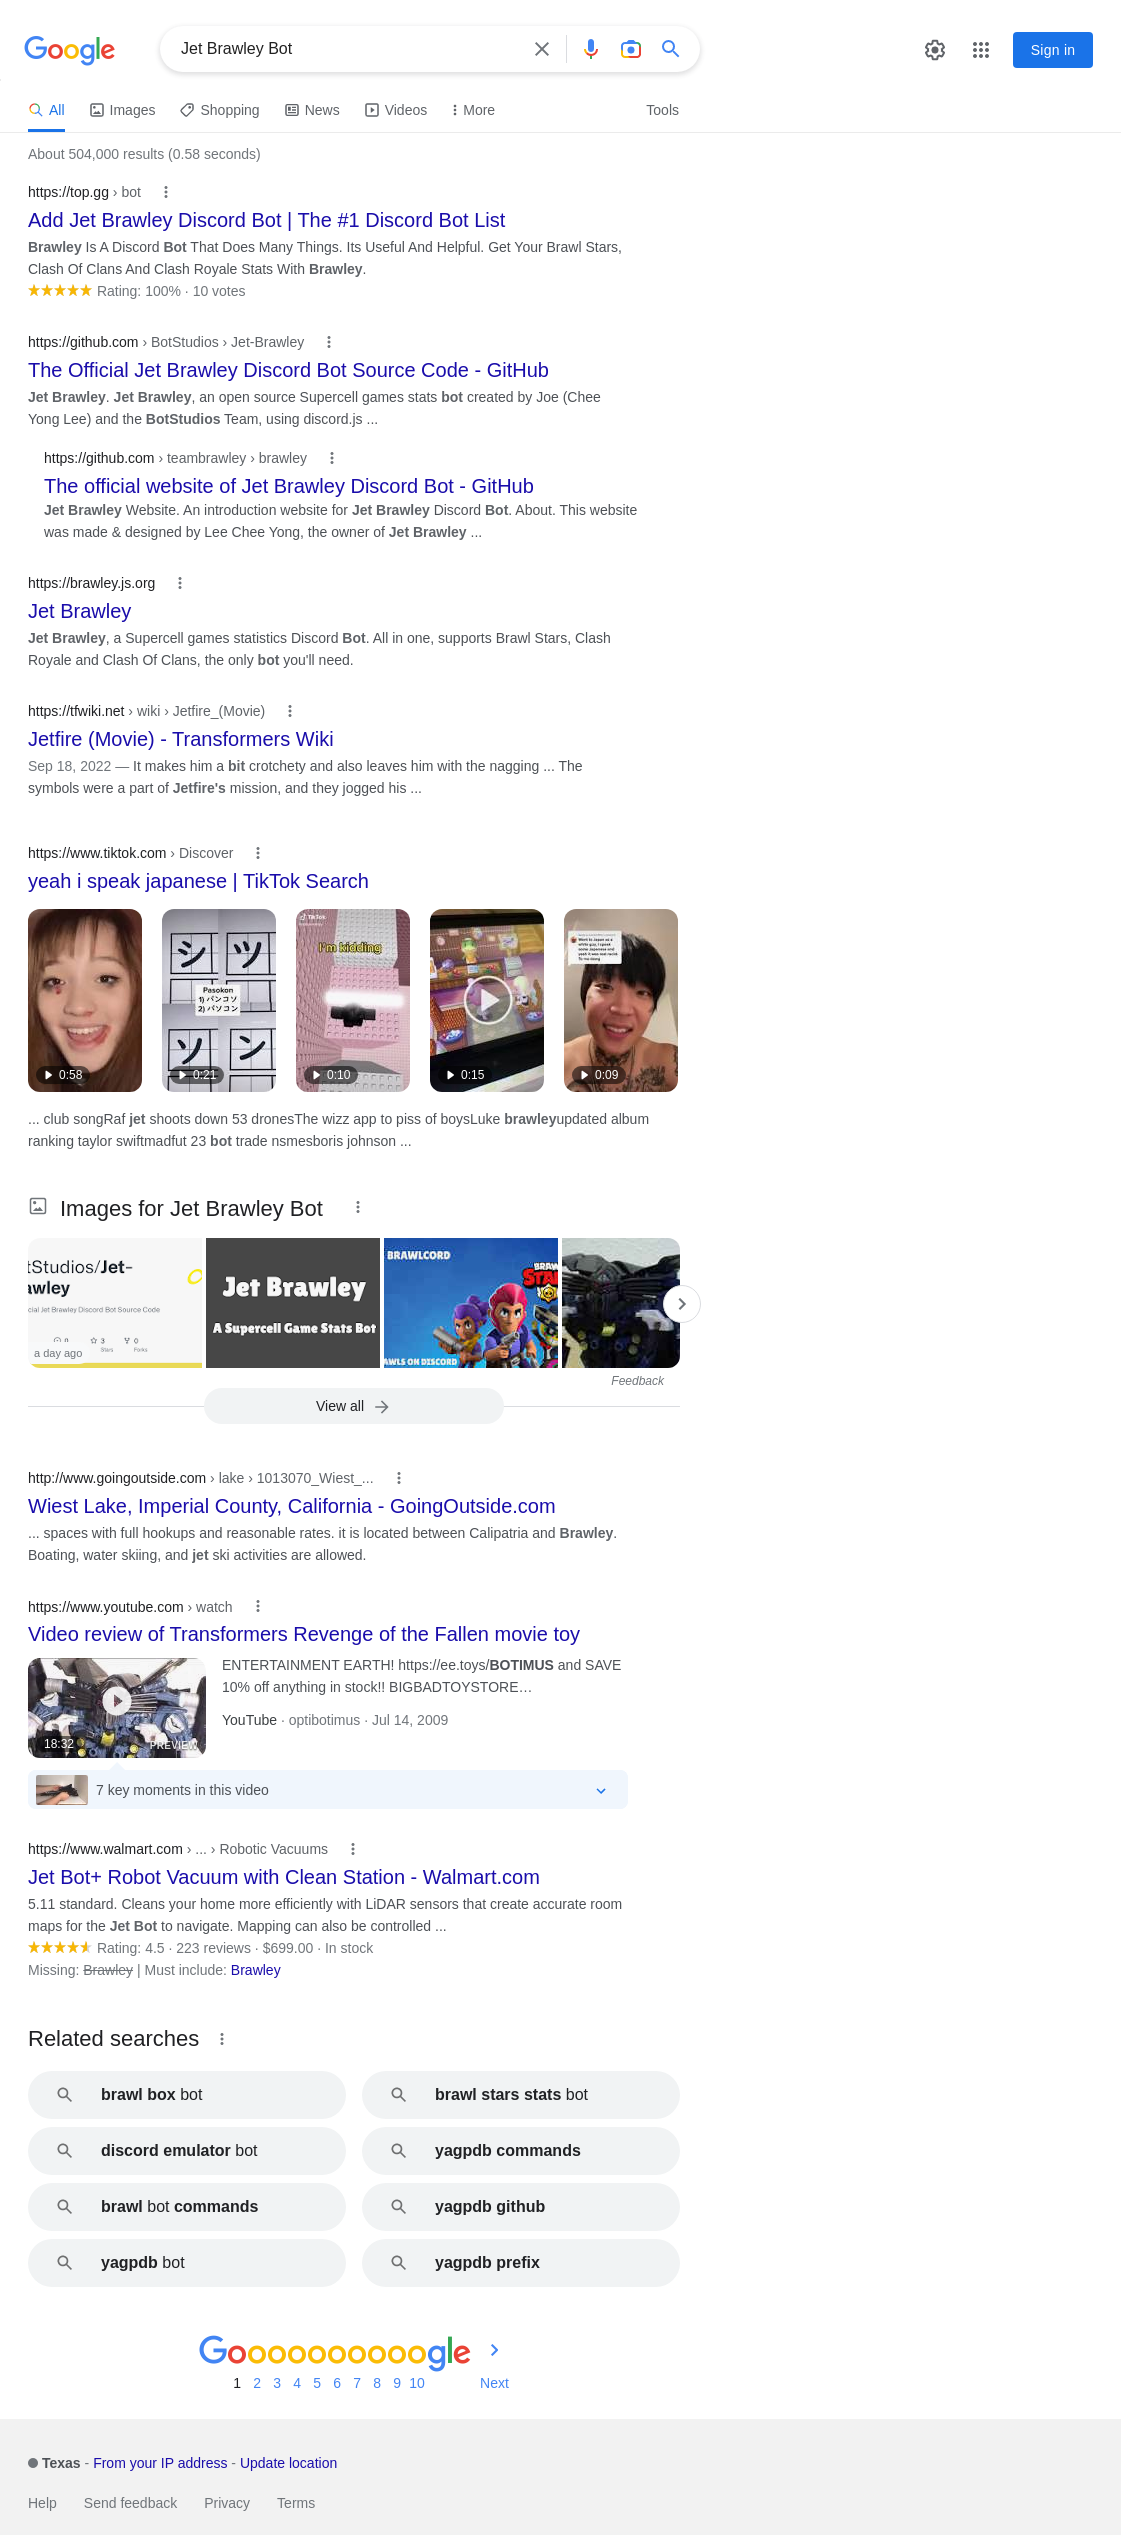 Google
Jet Brawley Bot
Sign in
All
Images
Shopping
News
Videos
More
Tools
About 504,000 results (0.58 seconds)
https://top.gg › bot
Add Jet Brawley Discord Bot | The #1 Discord Bot List
Brawley Is A Discord Bot That Does Many Things. Its Useful And Helpful. Get Your Brawl Stars,
Clash Of Clans And Clash Royale Stats With Brawley.
Rating: 100% · 10 votes
https://github.com › BotStudios › Jet-Brawley
The Official Jet Brawley Discord Bot Source Code - GitHub
Jet Brawley. Jet Brawley, an open source Supercell games stats bot created by Joe (Chee
Yong Lee) and the BotStudios Team, using discord.js ...
https://github.com › teambrawley › brawley
The official website of Jet Brawley Discord Bot - GitHub
Jet Brawley Website. An introduction website for Jet Brawley Discord Bot. About. This website
was made & designed by Lee Chee Yong, the owner of Jet Brawley ...
https://brawley.js.org
Jet Brawley
Jet Brawley, a Supercell games statistics Discord Bot. All in one, supports Brawl Stars, Clash
Royale and Clash Of Clans, the only bot you'll need.
https://tfwiki.net › wiki › Jetfire_(Movie)
Jetfire (Movie) - Transformers Wiki
Sep 18, 2022 — It makes him a bit crotchety and also leaves him with the nagging ... The
symbols were a part of Jetfire's mission, and they jogged his ...
https://www.tiktok.com › Discover
yeah i speak japanese | TikTok Search
シ ツ
Pasokon
1) パンコソ
2) パソコン
ソ ン
TikTok
I'm kidding
0:58
0:21
0:10
0:15
0:09
... club songRaf jet shoots down 53 dronesThe wizz app to piss of boysLuke brawleyupdated album
ranking taylor swiftmadfut 23 bot trade nsmesboris johnson ...
Images for Jet Brawley Bot
tStudios/Jet-
awley
cial Jet Brawley Discord Bot Source Code
0
3
0
Stars
Forks
a day ago
Jet Brawley
A Supercell Game Stats Bot
BRAWLCORD
BRAW
STA
AWLS ON DISCORD
Feedback
View all
http://www.goingoutside.com › lake › 1013070_Wiest_...
Wiest Lake, Imperial County, California - GoingOutside.com
... spaces with full hookups and reasonable rates. it is located between Calipatria and Brawley.
Boating, water skiing, and jet ski activities are allowed.
https://www.youtube.com › watch
Video review of Transformers Revenge of the Fallen movie toy
ENTERTAINMENT EARTH! https://ee.toys/BOTIMUS and SAVE
10% off anything in stock!! BIGBADTOYSTORE…
YouTube · optibotimus · Jul 14, 2009
18:32
PREVIEW
7 key moments in this video
https://www.walmart.com › ... › Robotic Vacuums
Jet Bot+ Robot Vacuum with Clean Station - Walmart.com
5.11 standard. Cleans your home more efficiently with LiDAR sensors that create accurate room
maps for the Jet Bot to navigate. Mapping can also be controlled ...
Rating: 4.5 · 223 reviews · $699.00 · In stock
Missing: Brawley | Must include: Brawley
Related searches
brawl box bot
brawl stars stats bot
discord emulator bot
yagpdb commands
brawl bot commands
yagpdb github
yagpdb bot
yagpdb prefix
Goooooooooogle
1 2 3 4 5 6 7 8 9 10 Next
Texas - From your IP address - Update location
Help Send feedback Privacy Terms